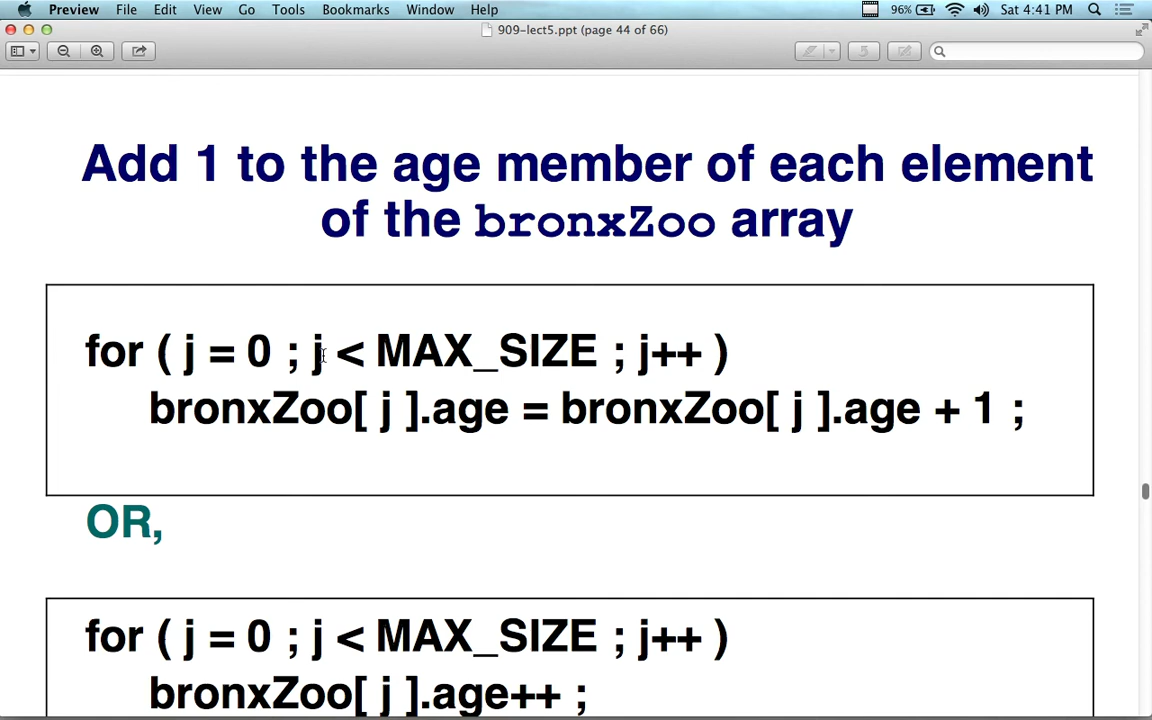 Preview File Edit View Go Tools Bookmarks Window Help 96% Sat 4:41 PM
909-lect5.ppt (page 44 of 66)
Add 1 to the age member of each element
of the bronxZoo array
for ( j = 0 ; j < MAX_SIZE ; j++ )
bronxZoo[ j ].age = bronxZoo[ j ].age + 1 ;
OR,
for ( j = 0 ; j < MAX_SIZE ; j++ )
bronxZoo[ j ].age++ ;